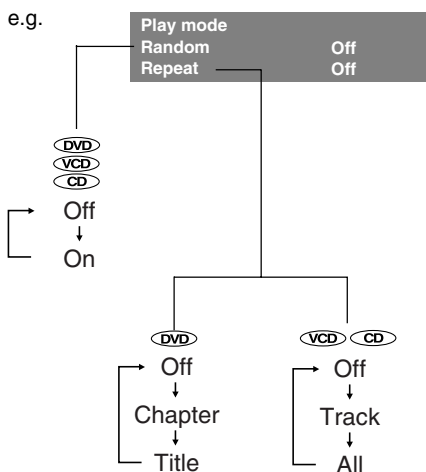 e.g.
Play mode
Random Off
Repeat Off
DVD
VCD
CD
Off
On
DVD
Off
Chapter
Title
VCD CD
Off
Track
All